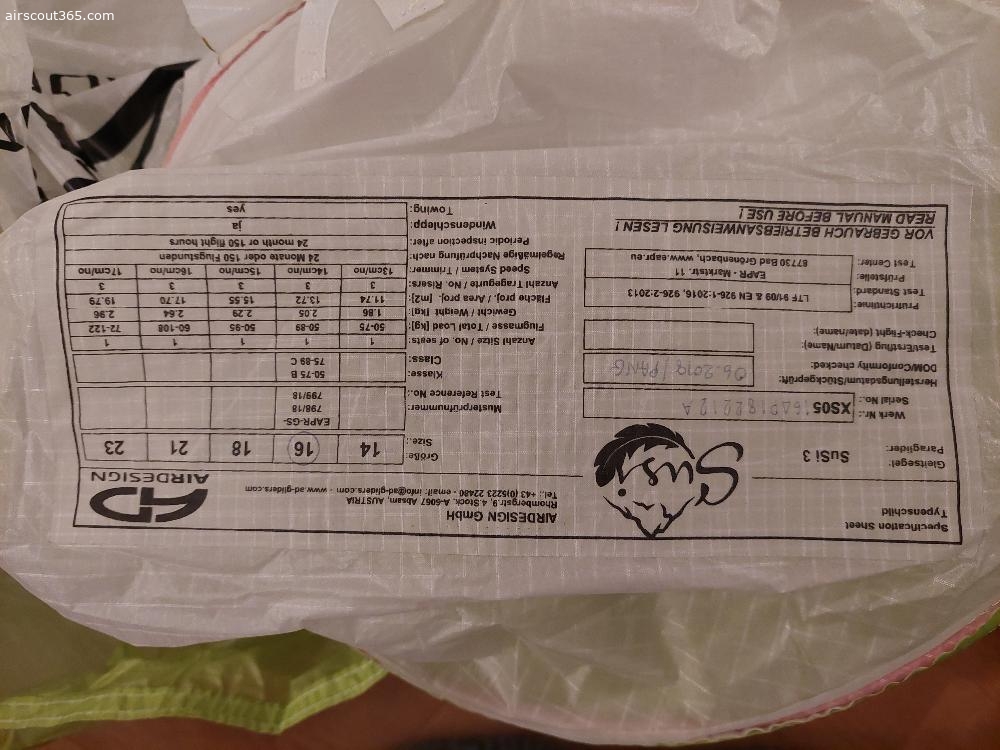 airscout365.com
Specification Sheet
Typenschild
AIRDESIGN GmbH
Rhombergstr. 9, 4.Stock, A-6067 Absam, AUSTRIA
Tel.: +43 (0)5223 22480 - email: info@ad-gliders.com - www.ad-gliders.com
AIRDESIGN
Susi
Gleitsegel:
Paraglider:
SuSi 3
Werk Nr.:
Serial No.:
XS05
Herstellungsdatum/Stückgeprüft:
DOM/Conformity checked:
06.2019 / PANG
Test/Erstflug (Datum/Name):
Check-Flight (date/name):
Prüfrichtlinie:
Test Standard:
LTF 91/09 & EN 926-1:2016, 926-2:2013
Prüfstelle:
Test Center:
EAPR - Marktstr. 11
87730 Bad Grönenbach, www.eapr.eu
VOR GEBRAUCH BETRIEBSANWEISUNG LESEN !
READ MANUAL BEFORE USE !
Größe:
Size.:
14 16 18 21 23
Musterprüfnummer:
Test Reference No.:
EAPR-GS-
798/18
799/18
Klasse:
Class:
50-75 B
75-89 C
Anzahl Sitze / No. of seats: 1 1 1 1 1
Flugmasse / Total Load [kg]: 50-75 50-89 50-95 60-108 72-122
Gewicht / Weight [kg]: 1.86 2.05 2.29 2.64 2.96
Fläche proj. / Area proj. [m2]: 11.74 13.72 15.55 17.70 19.79
Anzahl Tragegurte / No. Risers: 3 3 3 3 3
Speed System / Trimmer: 13cm/no 14cm/no 15cm/no 16cm/no 17cm/no
Regelmäßige Nachprüfung nach: 24 Monate oder 150 Flugstunden
Periodic inspection after: 24 month or 150 flight hours
Windenschlepp: ja
Towing: yes